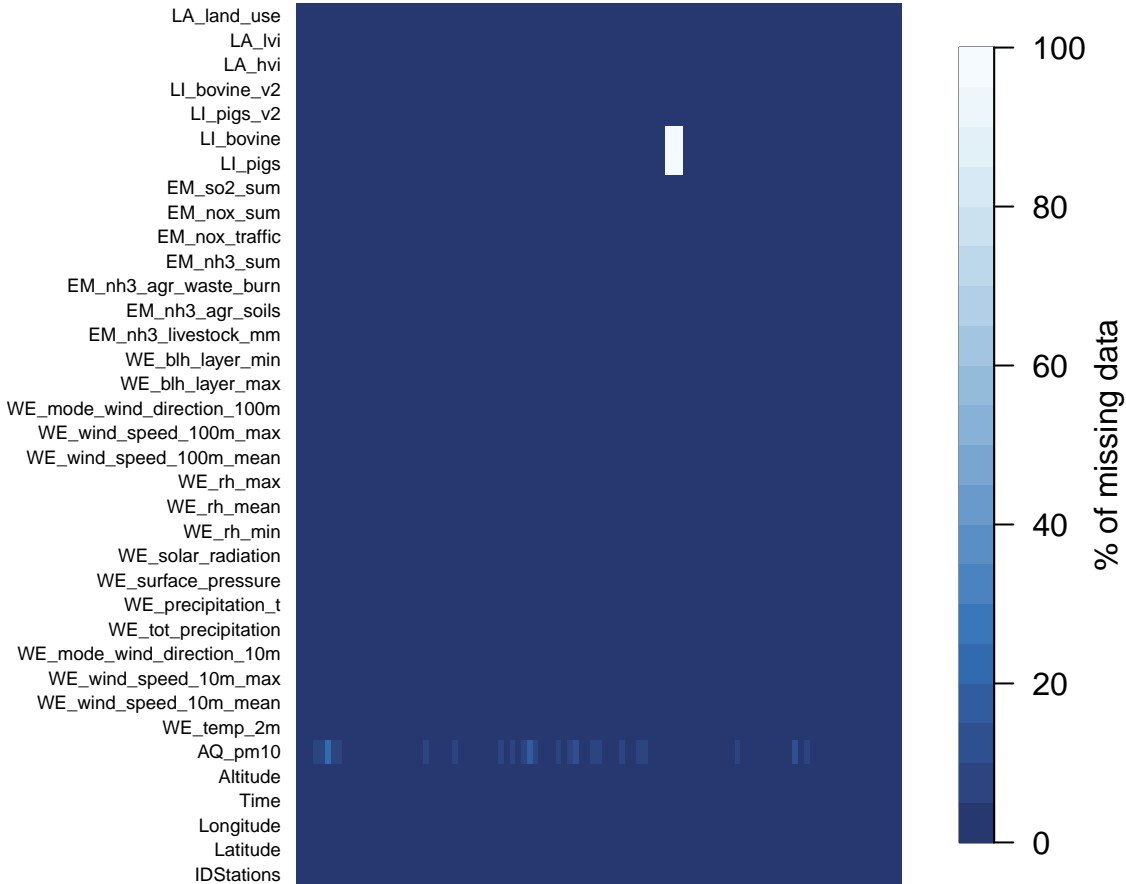 LA_land_use
LA_lvi
LA_hvi
LI_bovine_v2
LI_pigs_v2
LI_bovine
LI_pigs
EM_so2_sum
EM_nox_sum
EM_nox_traffic
EM_nh3_sum
EM_nh3_agr_waste_burn
EM_nh3_agr_soils
EM_nh3_livestock_mm
WE_blh_layer_min
WE_blh_layer_max
WE_mode_wind_direction_100m
WE_wind_speed_100m_max
WE_wind_speed_100m_mean
WE_rh_max
WE_rh_mean
WE_rh_min
WE_solar_radiation
WE_surface_pressure
WE_precipitation_t
WE_tot_precipitation
WE_mode_wind_direction_10m
WE_wind_speed_10m_max
WE_wind_speed_10m_mean
WE_temp_2m
AQ_pm10
Altitude
Time
Longitude
Latitude
IDStations
100
80
60
40
20
0
% of missing data